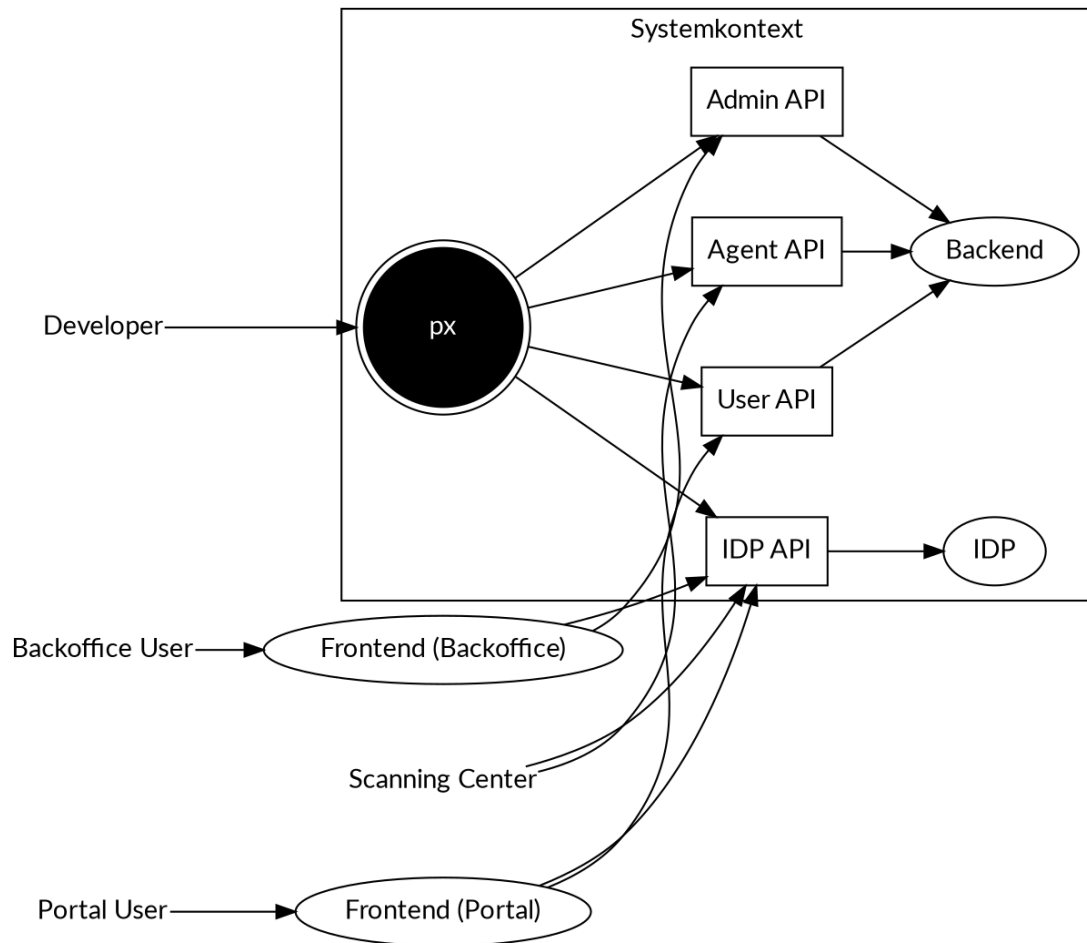 Systemkontext
Admin API
Agent API
Backend
Developer
px
User API
IDP API
IDP
Backoffice User
Frontend (Backoffice)
Scanning Center
Portal User
Frontend (Portal)